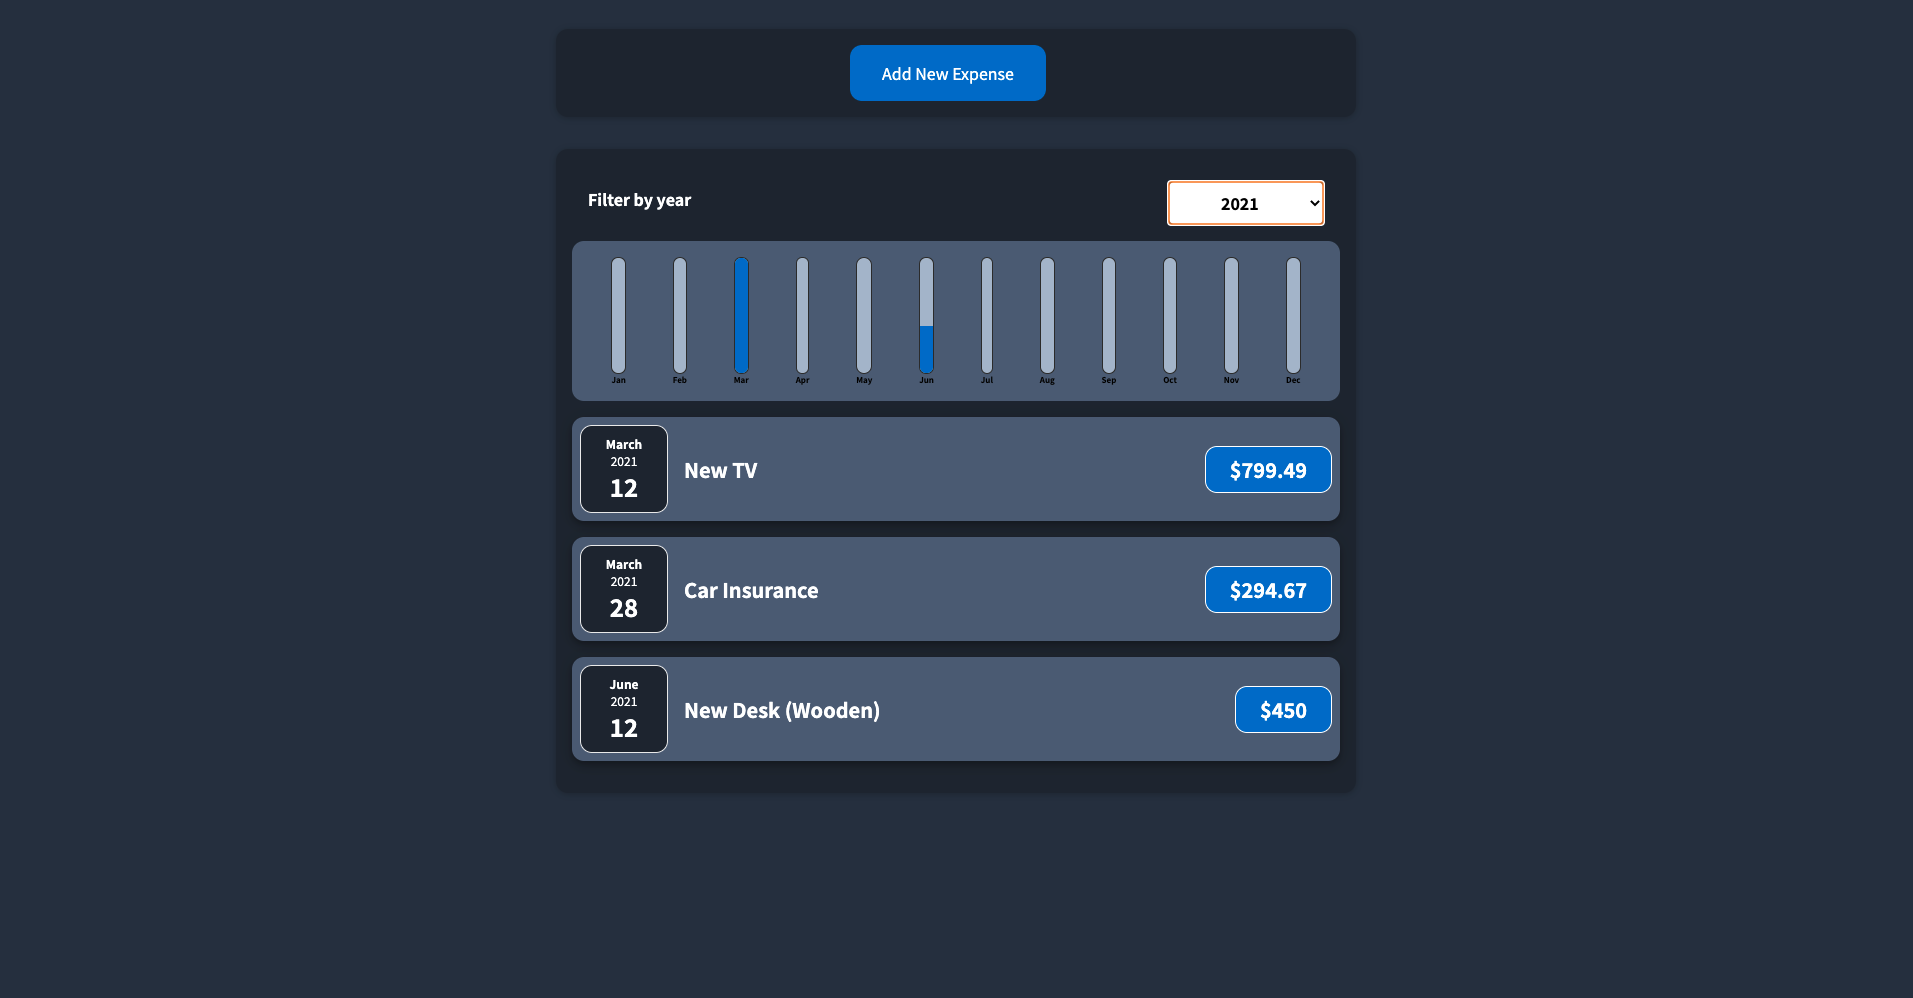 Add New Expense
Filter by year
2021
Jan Feb Mar Apr May Jun Jul Aug Sep Oct Nov Dec
March
2021
12
New TV
$799.49
March
2021
28
Car Insurance
$294.67
June
2021
12
New Desk (Wooden)
$450